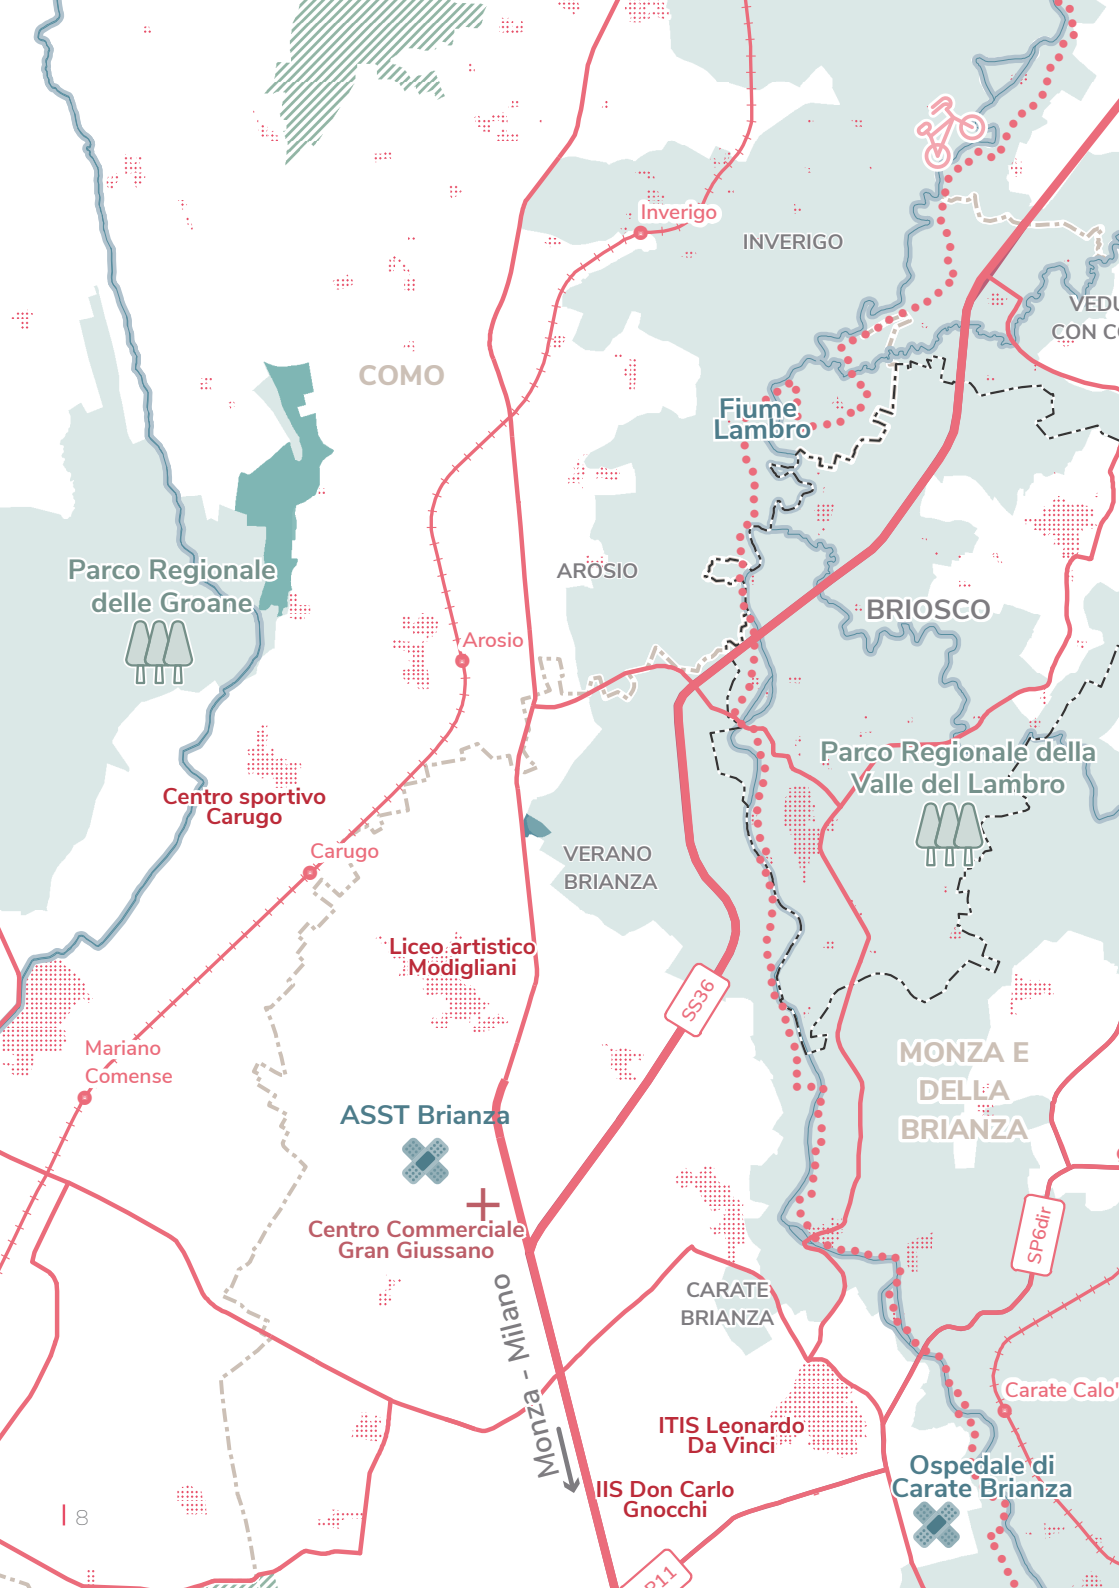 Inverigo
INVERIGO
COMO
Fiume
Lambro
AROSIO
BRIOSCO
Parco Regionale
delle Groane
Arosio
Parco Regionale della
Valle del Lambro
Centro sportivo
Carugo
Carugo
VERANO
BRIANZA
Liceo artistico
Modigliani
SS36
Mariano
Comense
MONZA E
DELLA
BRIANZA
ASST Brianza
Centro Commerciale
Gran Giussano
SP6dir
CARATE
BRIANZA
Monza - Milano
Carate Calo'
ITIS Leonardo
Da Vinci
Ospedale di
Carate Brianza
IIS Don Carlo
Gnocchi
8